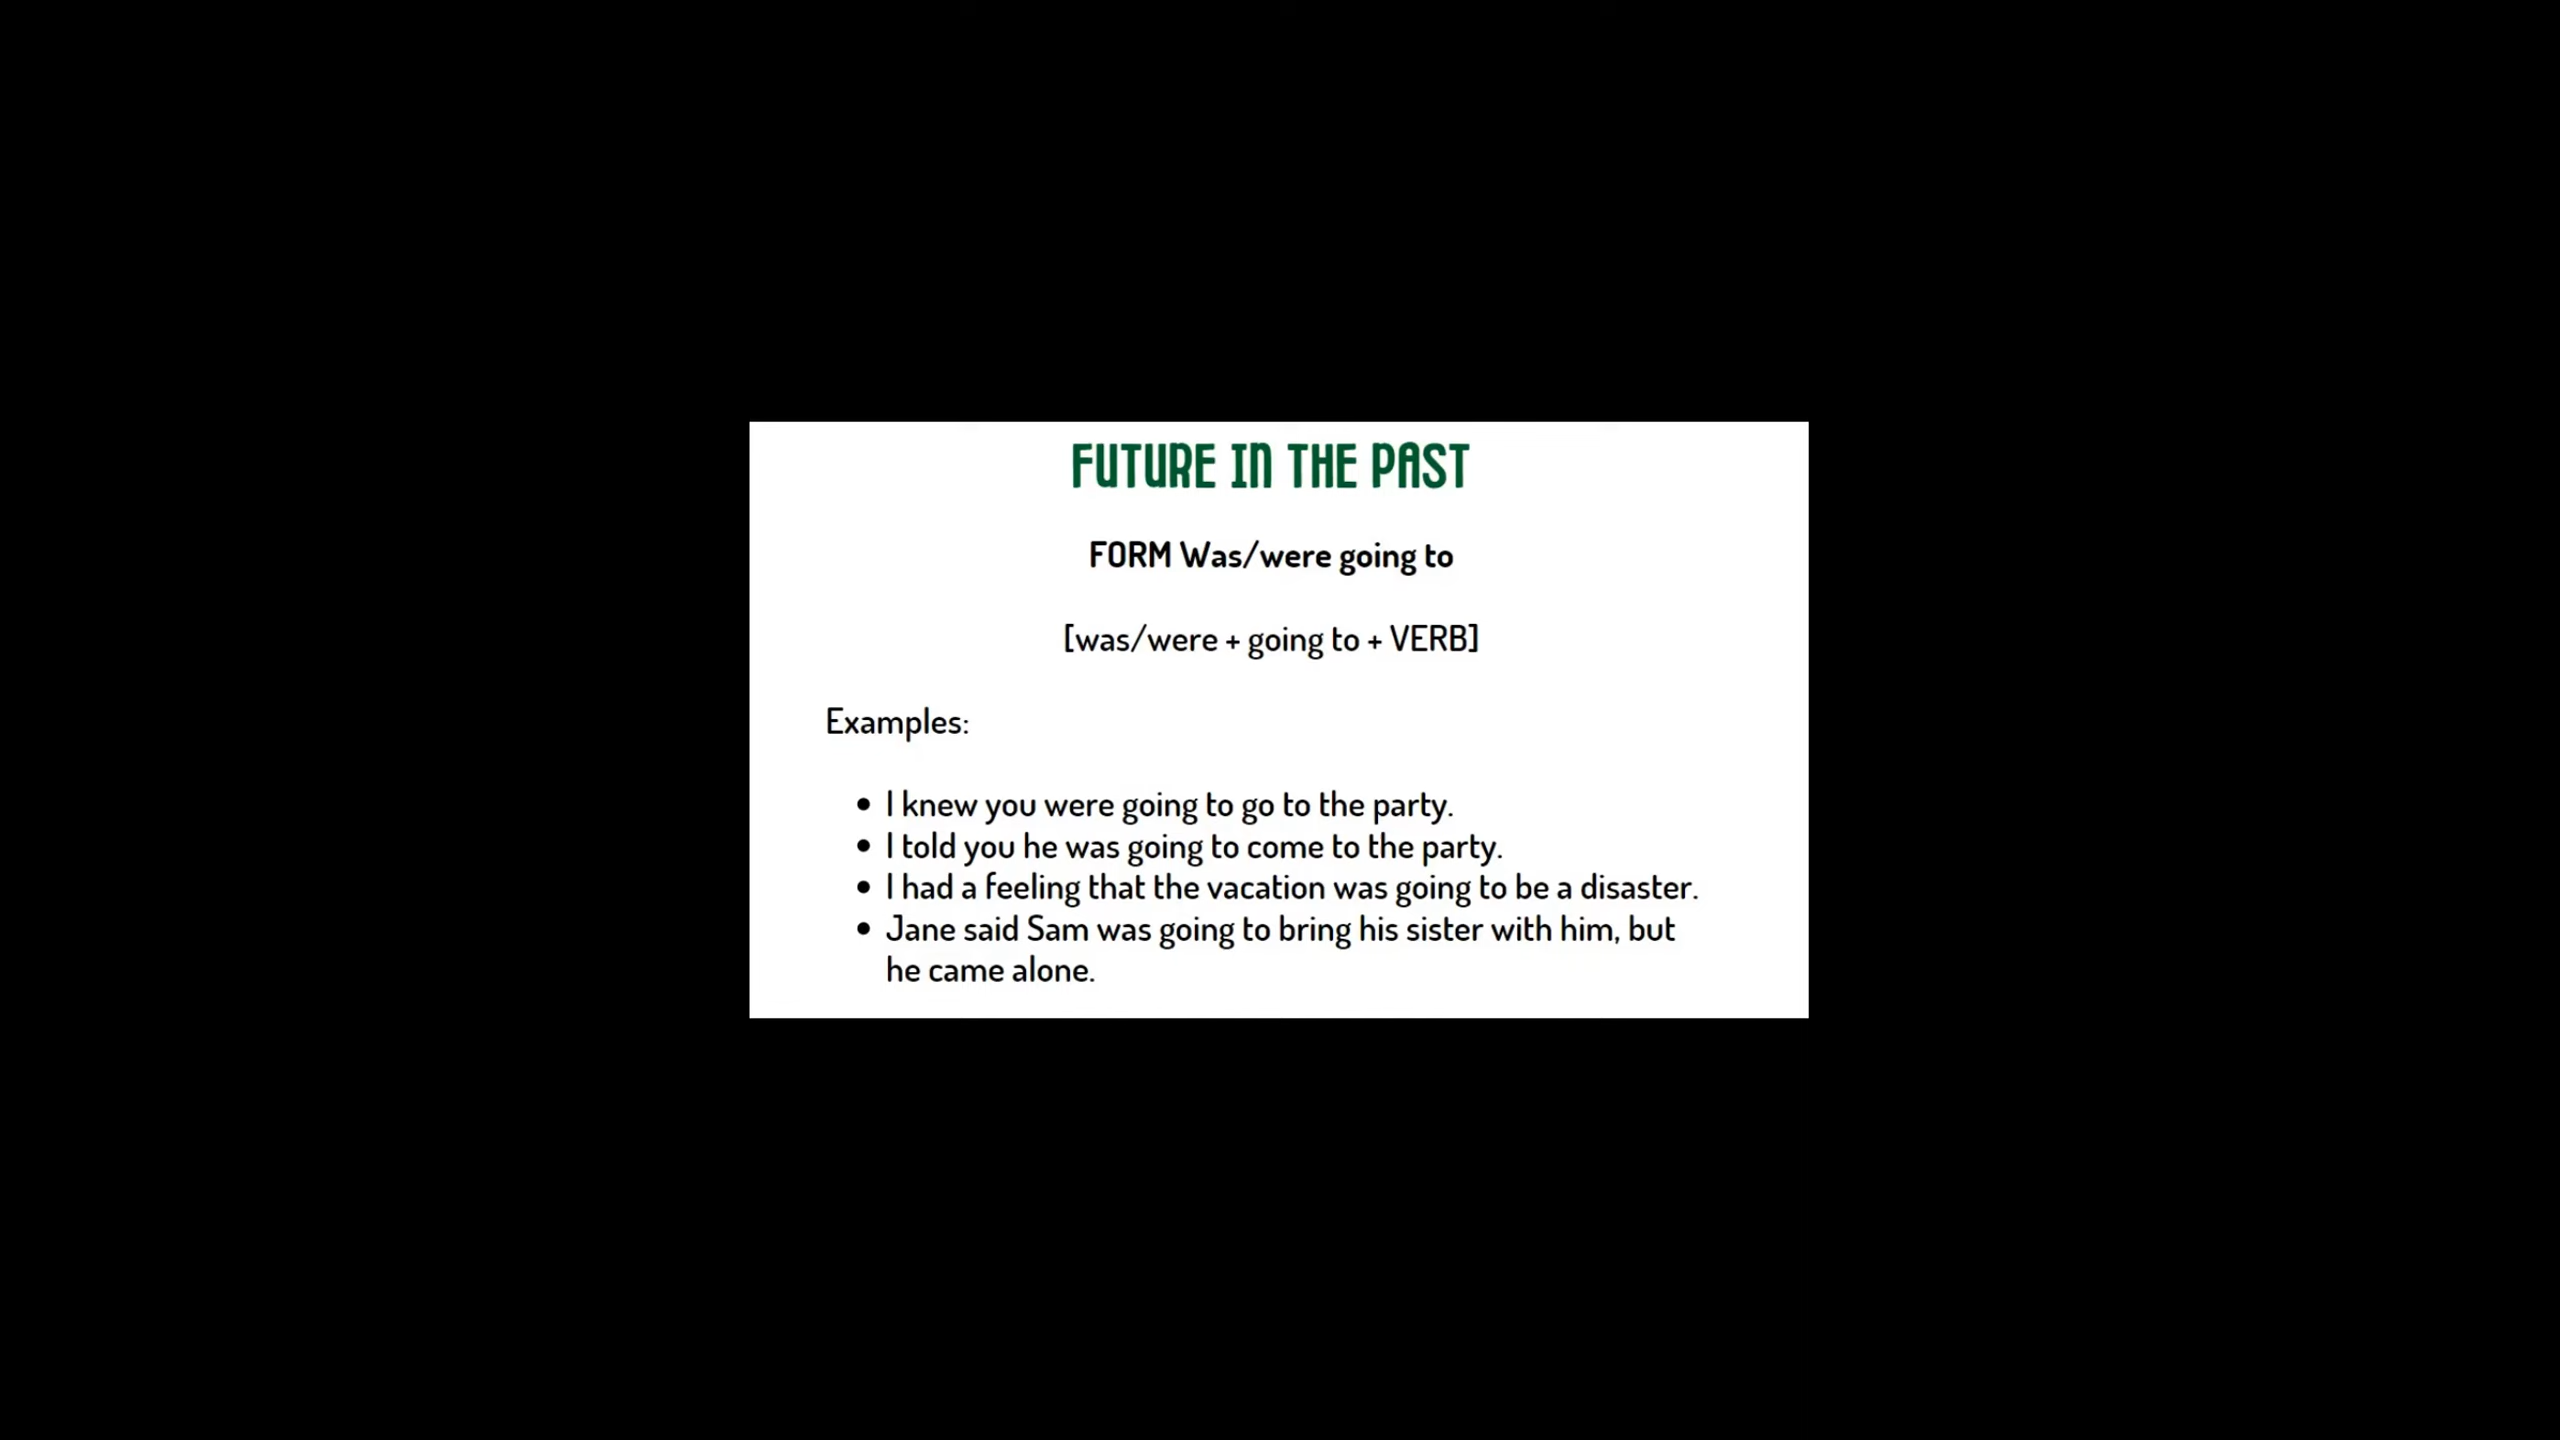 FUTURE IN THE PAST
FORM Was/were going to
[was/were + going to + VERB]
Examples:
• I knew you were going to go to the party.
• I told you he was going to come to the party.
• I had a feeling that the vacation was going to be a disaster.
• Jane said Sam was going to bring his sister with him, but
he came alone.